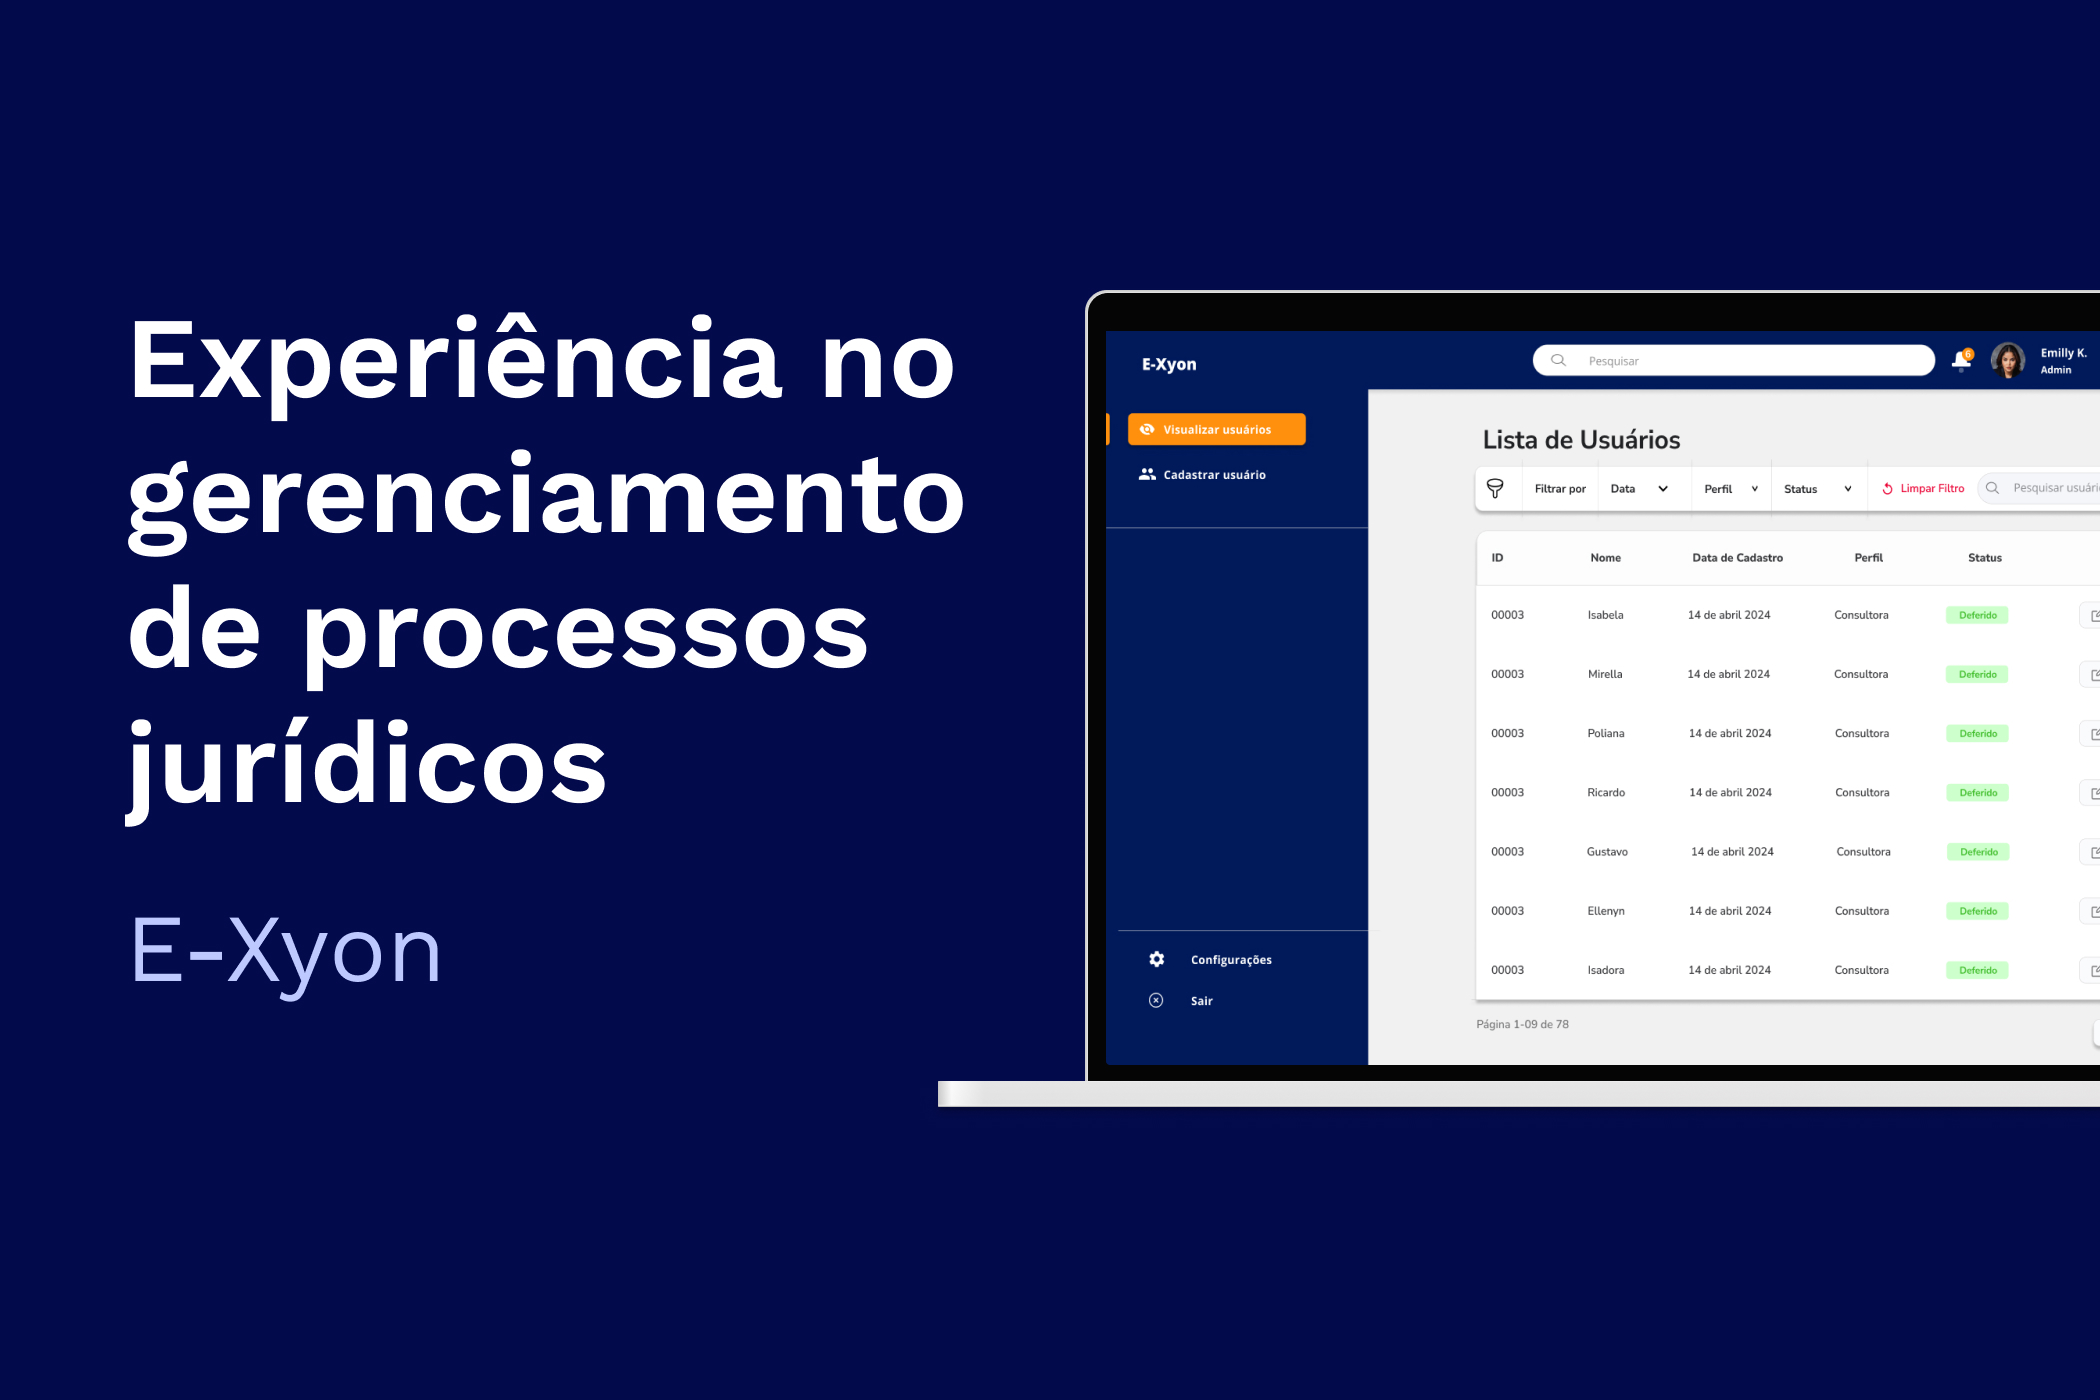 Experiência no
gerenciamento
de processos
jurídicos
E-Xyon
E-Xyon
Pesquisar
6
Emilly K.
Admin
Visualizar usuários
Cadastrar usuário
Configurações
Sair
Lista de Usuários
Filtrar por Data Perfil Status Limpar Filtro Pesquisar usuári
ID Nome Data de Cadastro Perfil Status
00003 Isabela 14 de abril 2024 Consultora Deferido
00003 Mirella 14 de abril 2024 Consultora Deferido
00003 Poliana 14 de abril 2024 Consultora Deferido
00003 Ricardo 14 de abril 2024 Consultora Deferido
00003 Gustavo 14 de abril 2024 Consultora Deferido
00003 Ellenyn 14 de abril 2024 Consultora Deferido
00003 Isadora 14 de abril 2024 Consultora Deferido
Página 1-09 de 78